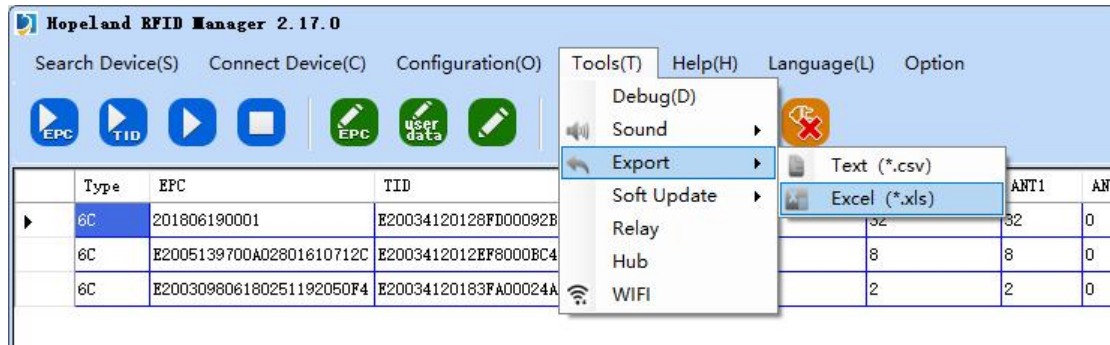 Hopeland RFID Manager 2.17.0
Search Device(S) Connect Device(C) Configuration(O) Tools(T) Help(H) Language(L) Option
EPC TID EPC user data
Debug(D)
Sound
Export
Text (*.csv)
Excel (*.xls)
Soft Update
Relay
Hub
WIFI
Type EPC TID ANT1
6C 201806190001 E20034120128FD00092B 32 32 0
6C E2005139700A02801610712C E2003412012EF8000BC4 8 8 0
6C E200309806180251192050F4 E20034120183FA00024A 2 2 0